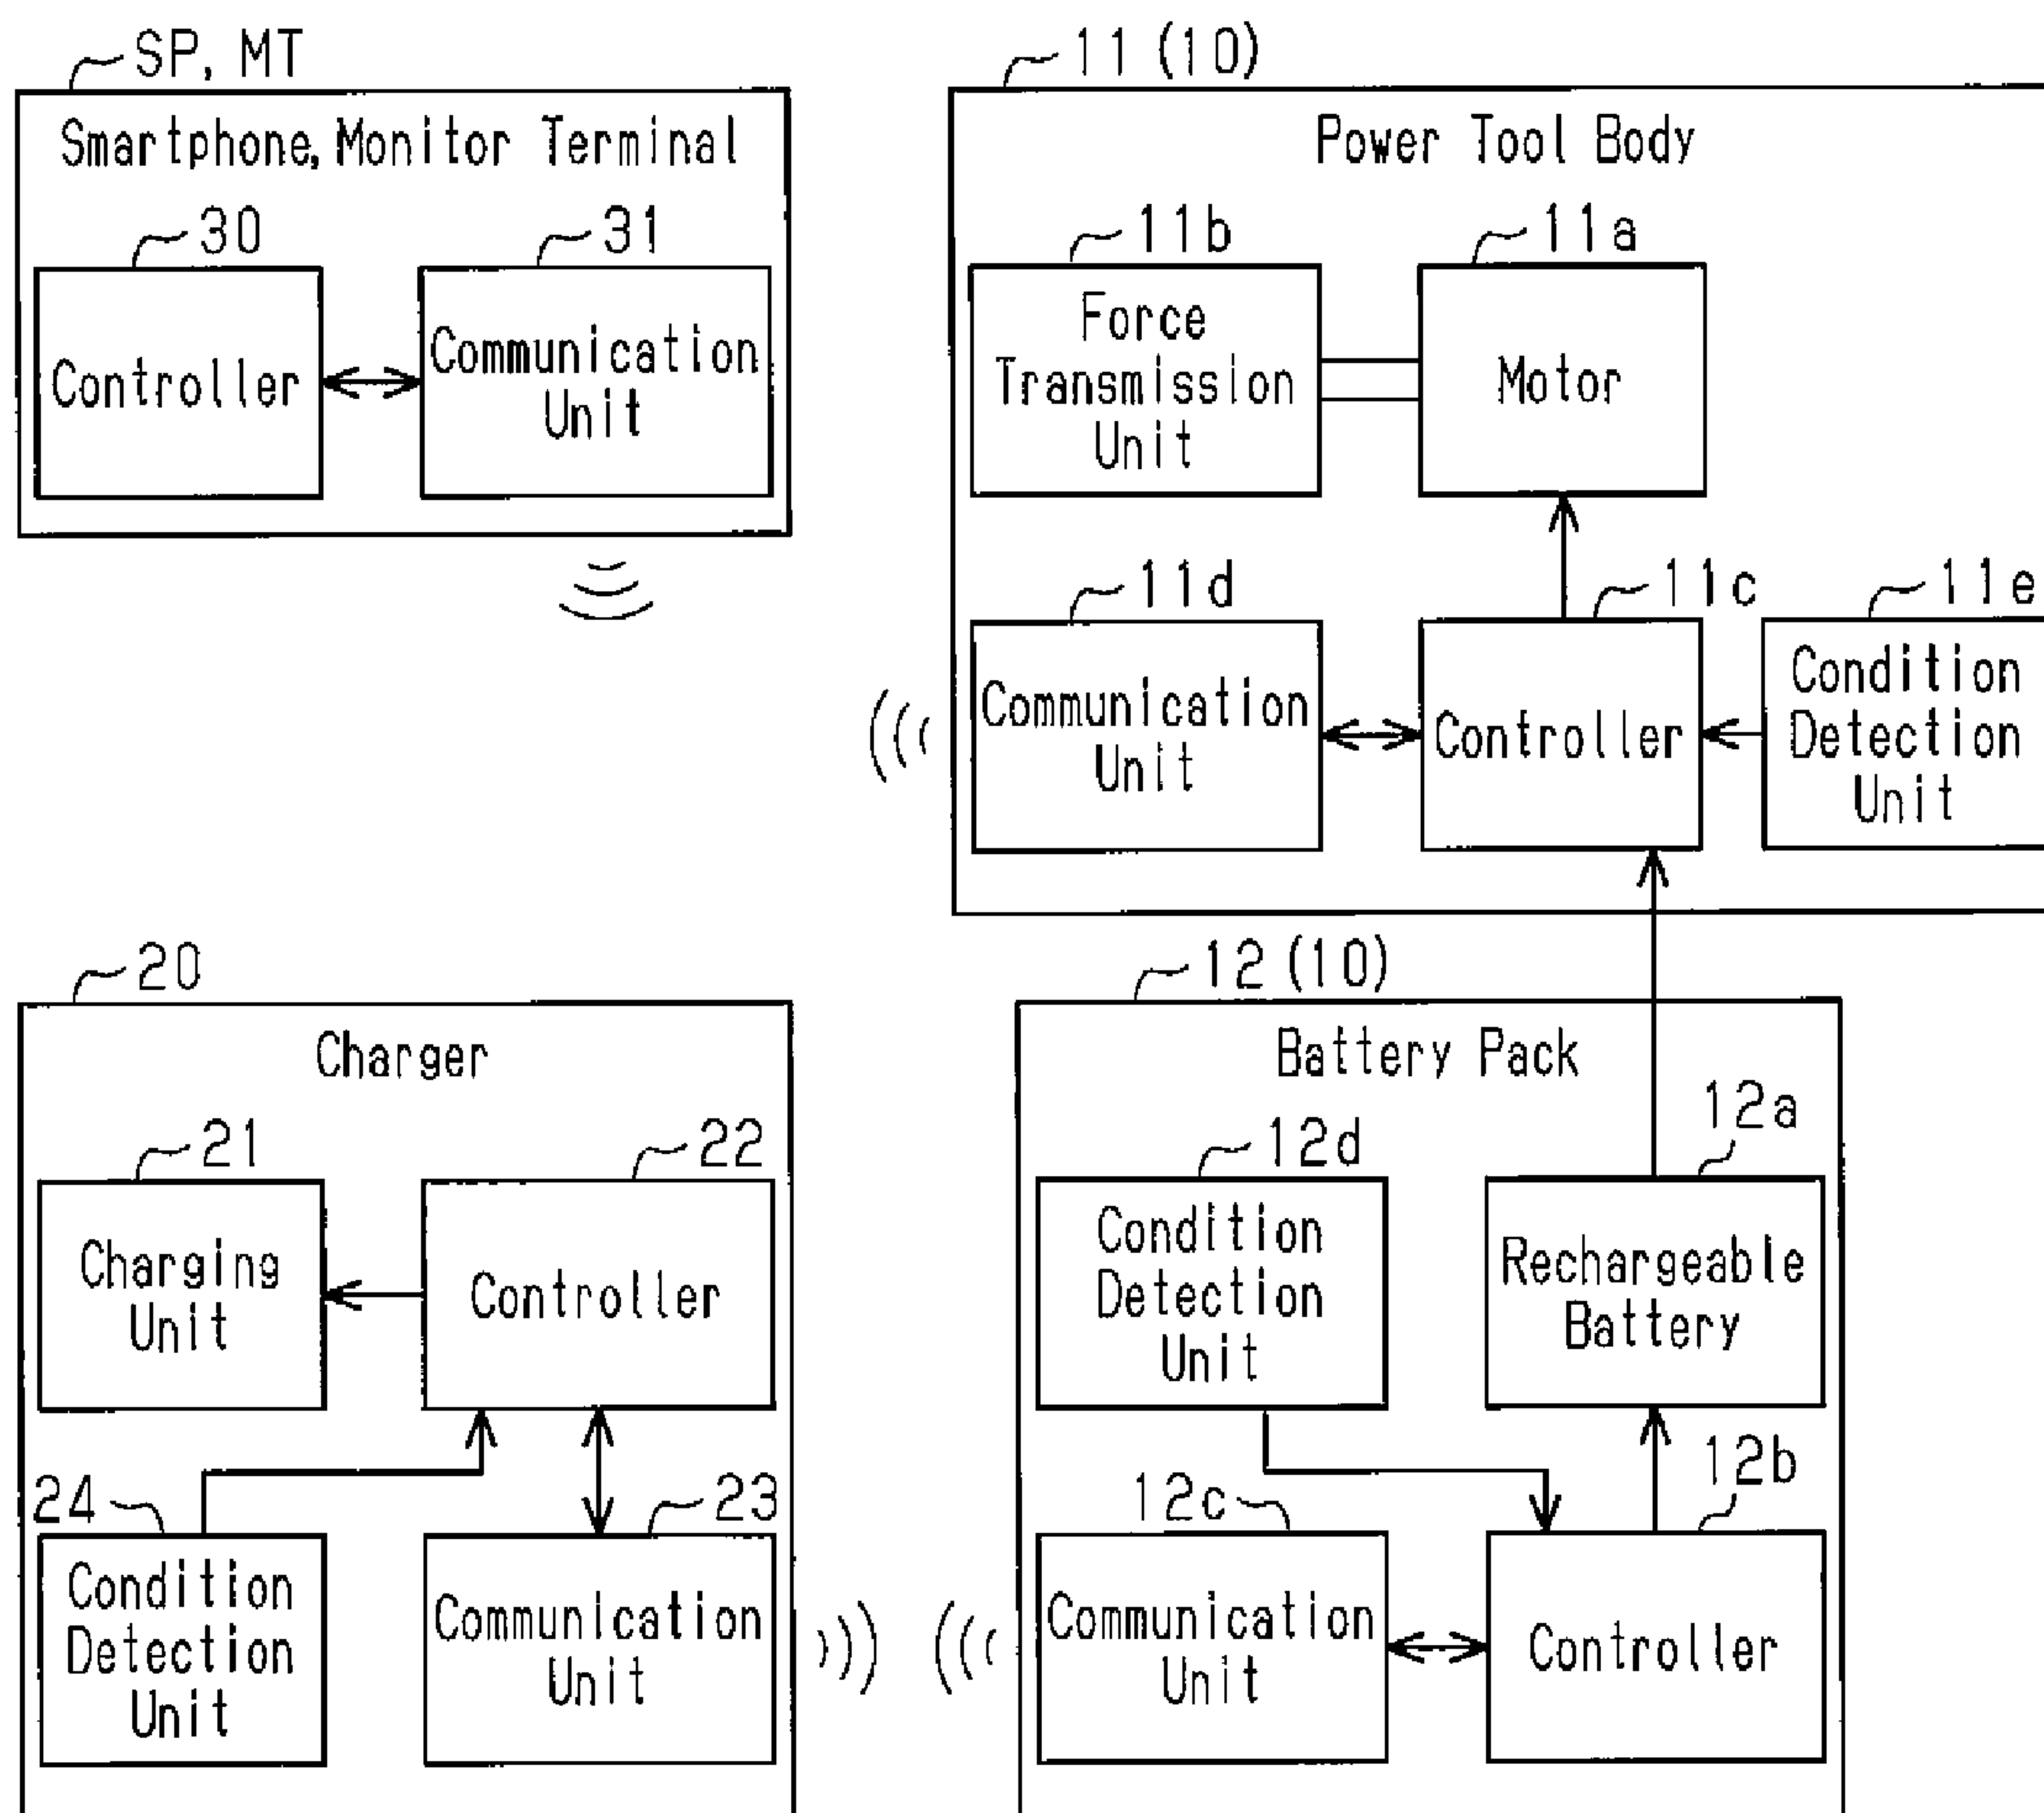 SP, MT
Smartphone, Monitor Terminal
30
31
Controller
Communication
Unit
11 (10)
Power Tool Body
11b
11a
Force
Transmission
Unit
Motor
11d
11c
11e
Communication
Unit
Controller
Condition
Detection
Unit
20
Charger
21
22
Charging
Unit
Controller
24
23
Condition
Detection
Unit
Communication
Unit
12 (10)
Battery Pack
12d
12a
Condition
Detection
Unit
Rechargeable
Battery
12c
12b
Communication
Unit
Controller